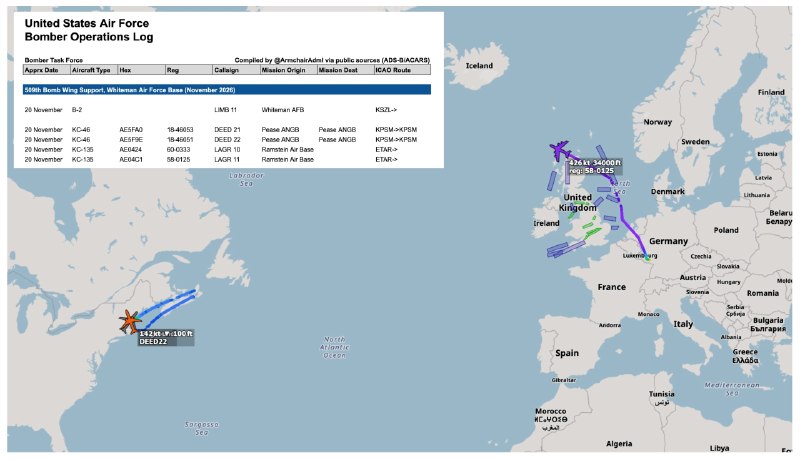 United States Air Force
Bomber Operations Log
Bomber Task Force
Compiled by @ArmchairAdml via public sources (ADS-B/ACARS)
Apprx Date Aircraft Type Hex Reg Callsign Mission Origin Mission Dest ICAO Route
509th Bomb Wing Support, Whiteman Air Force Base (November 2026)
20 November B-2 LIMB 11 Whiteman AFB KSZL->
20 November KC-46 AE5FA0 18-46053 DEED 21 Pease ANGB Pease ANGB KPSM->KPSM
20 November KC-46 AE5F9E 18-46051 DEED 22 Pease ANGB Pease ANGB KPSM->KPSM
20 November KC-135 AE0424 60-0333 LAGR 10 Ramstein Air Base ETAR->
20 November KC-135 AE04C1 58-0125 LAGR 11 Ramstein Air Base ETAR->
Iceland
Finland
Norway
Sweden
Estonia
Latvia
Labrador
Sea
426kt 34000ft
reg: 58-0125
Sea
Denmark
Lithuania
United
Kingdom
Ireland
Belaru
Белару
Poland
Germany
Luxembourg
Czechia
Slovakia
France
Austria
Hungary
Moldo
Slovenia
Romania
Serbia
Србија
Monaco
Andorra
Italy
Bulgaria
България
Albania
Spain
Greece
Ελλάδα
Gibraltar
Mediterranean
Sea
142kt ▼100ft
DEED22
North
Atlantic
Ocean
Sargasso
Sea
Tunisia
تونس
Morocco
ⵍⵎⵖⵔⵉⴱ
المغرب
Algeria
Libya